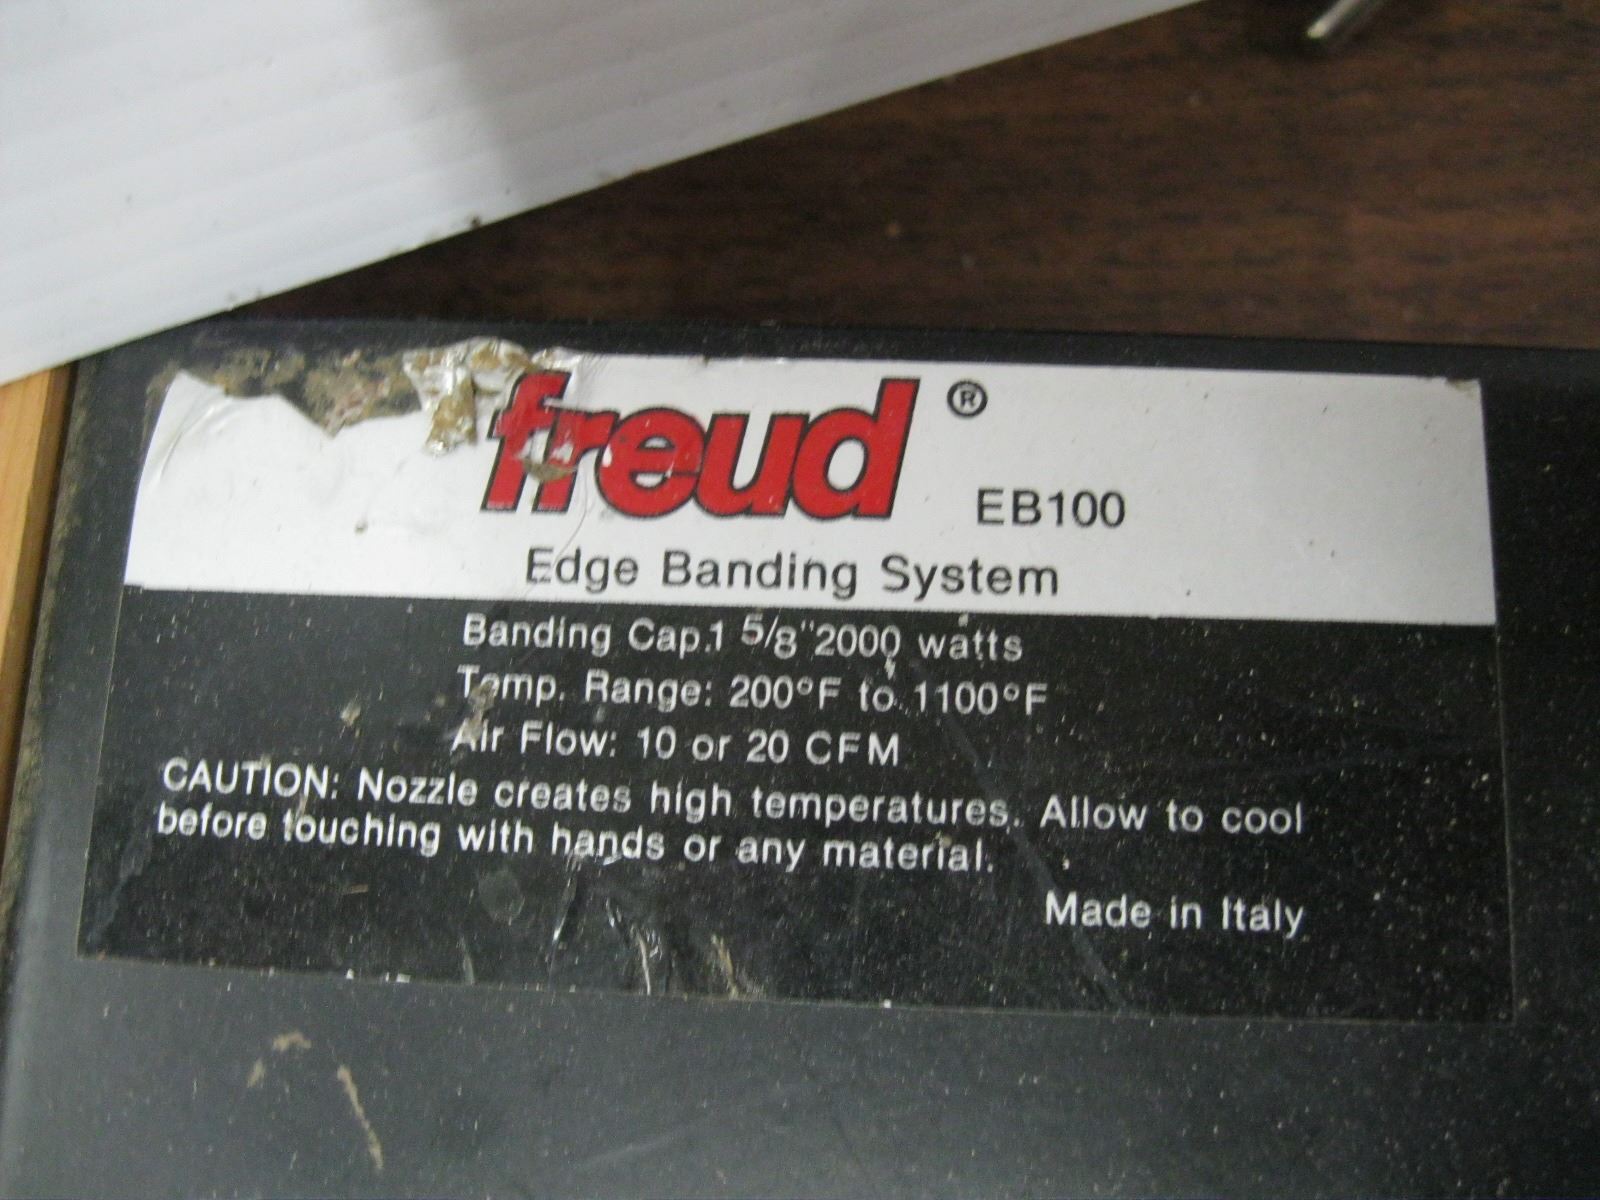 freud ®
EB100
Edge Banding System
Banding Cap.1 5/8" 2000 watts
Temp. Range: 200°F to 1100°F
Air Flow: 10 or 20 CFM
CAUTION: Nozzle creates high temperatures. Allow to cool
before touching with hands or any material.
Made in Italy